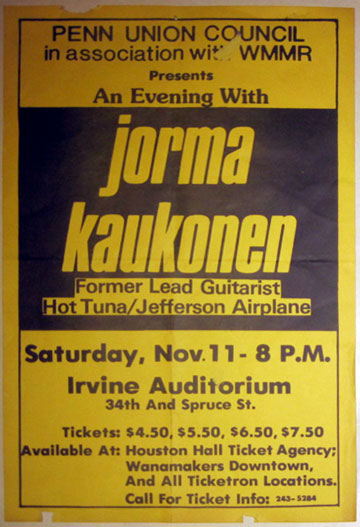 PENN UNION COUNCIL
in association with WMMR
Presents
An Evening With
jorma
kaukonen
Former Lead Guitarist
Hot Tuna/Jefferson Airplane
Saturday, Nov. 11 - 8 P.M.
Irvine Auditorium
34th And Spruce St.
Tickets: $4.50, $5.50, $6.50, $7.50
Available At: Houston Hall Ticket Agency;
Wanamakers Downtown,
And All Ticketron Locations.
Call For Ticket Info: 243-5284